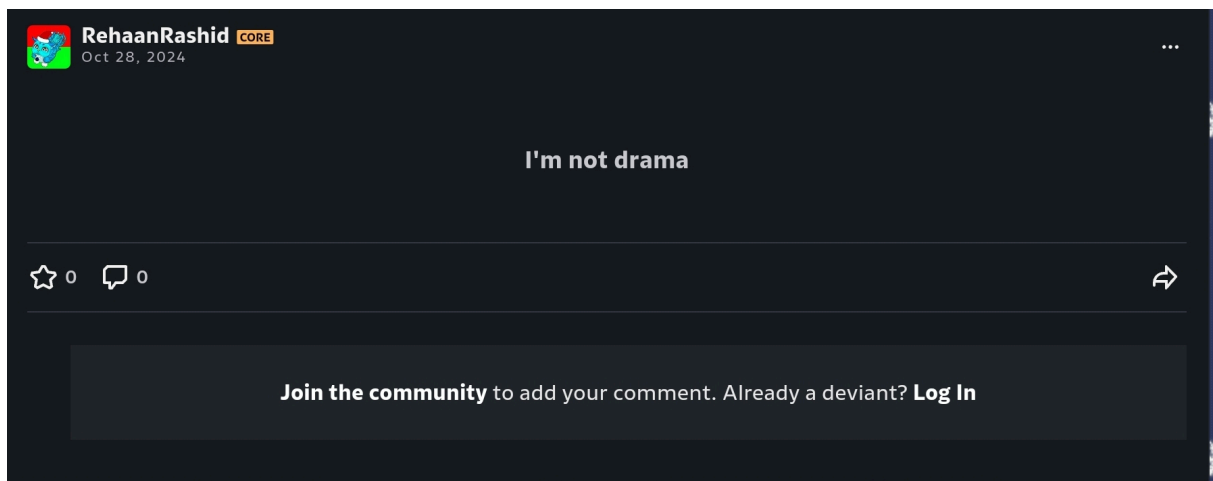 RehaanRashid CORE
Oct 28, 2024
I'm not drama
0 0
Join the community to add your comment. Already a deviant? Log In